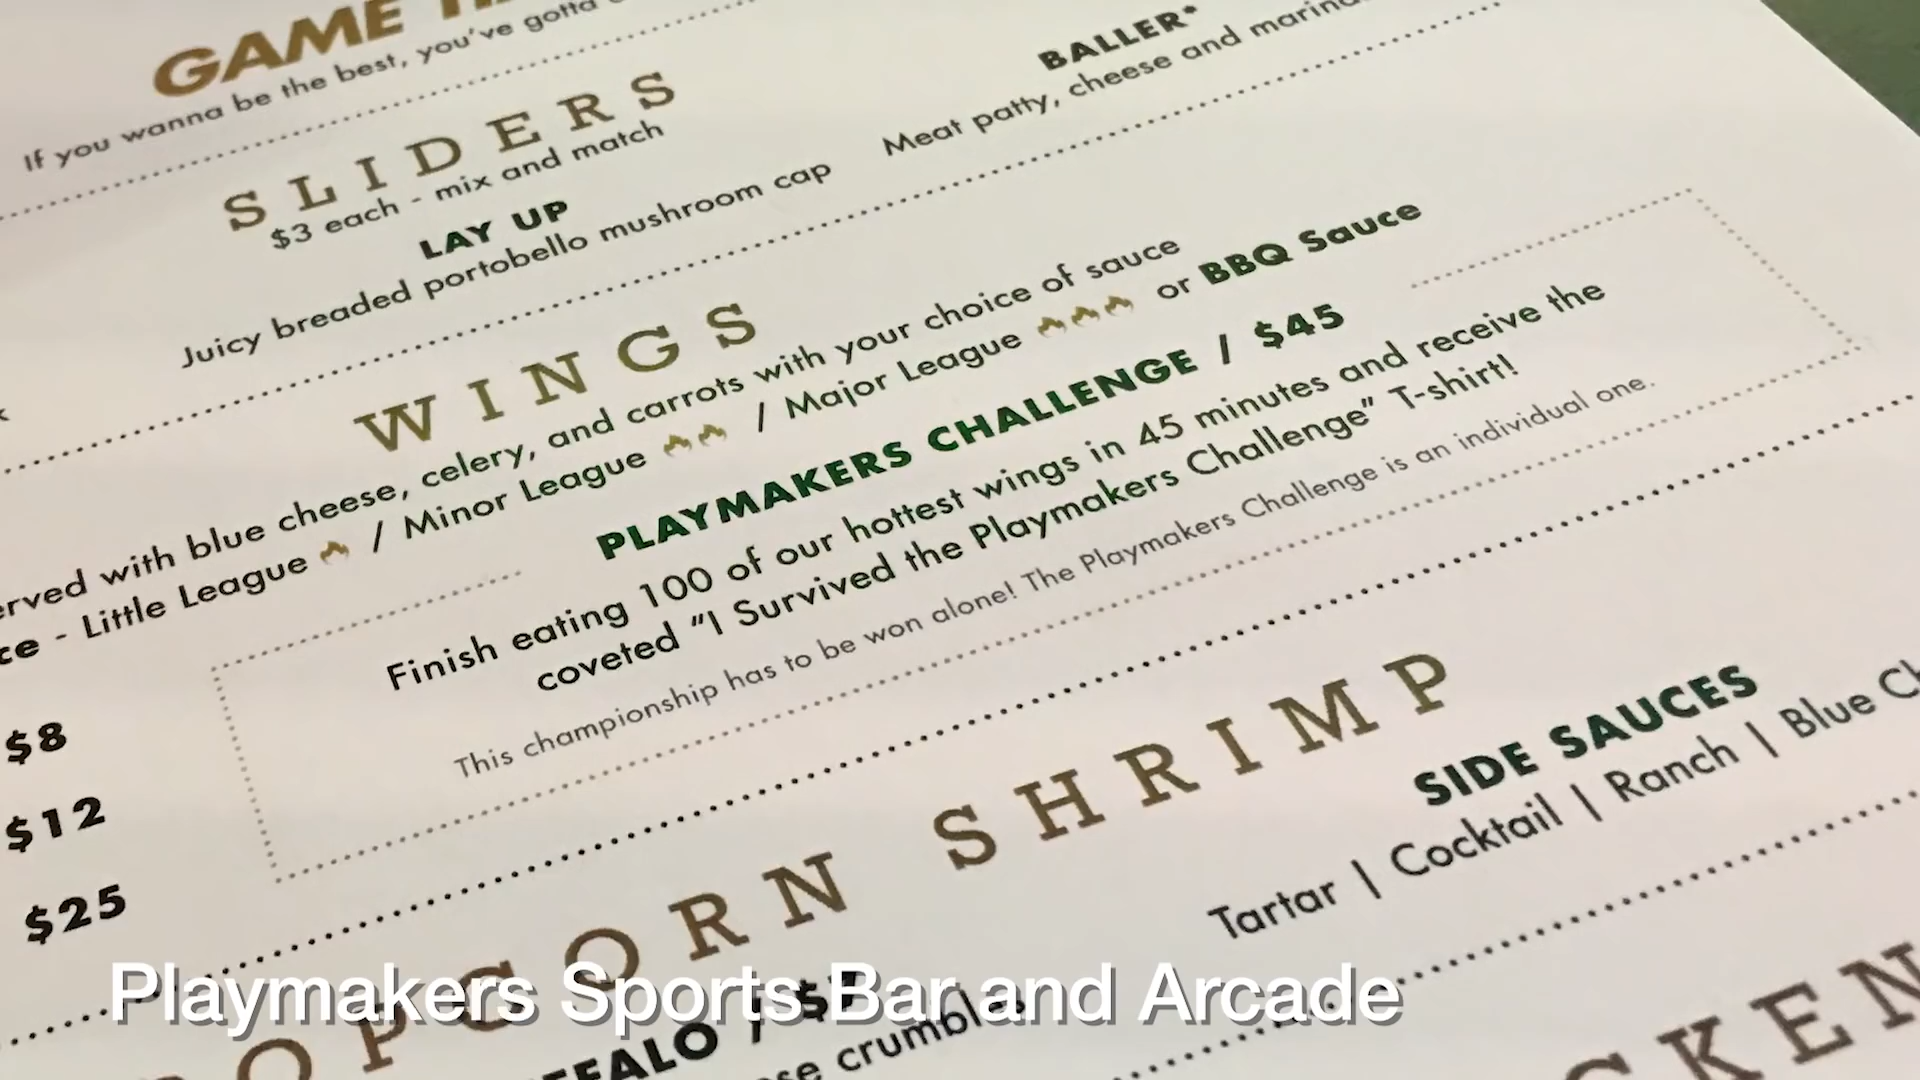 GAME
If you wanna be the best, you've gotta
SLIDERS
$3 each - mix and match
LAY UP
Juicy breaded portobello mushroom cap
BALLER*
Meat patty, cheese and
WINGS
with blue cheese, celery, and carrots with your choice of sauce
- Little League / Minor League / Major League or BBQ Sauce
$8
$12
$25
PLAYMAKERS CHALLENGE / $45
Finish eating 100 of our hottest wings in 45 minutes and receive the
coveted "I Survived the Playmakers Challenge" T-shirt!
This championship has to be won alone! The Playmakers Challenge is an individual one.
SHRIMP
SIDE SAUCES
Tartar | Cocktail | Ranch | Blue
Playmakers Sports Bar and Arcade